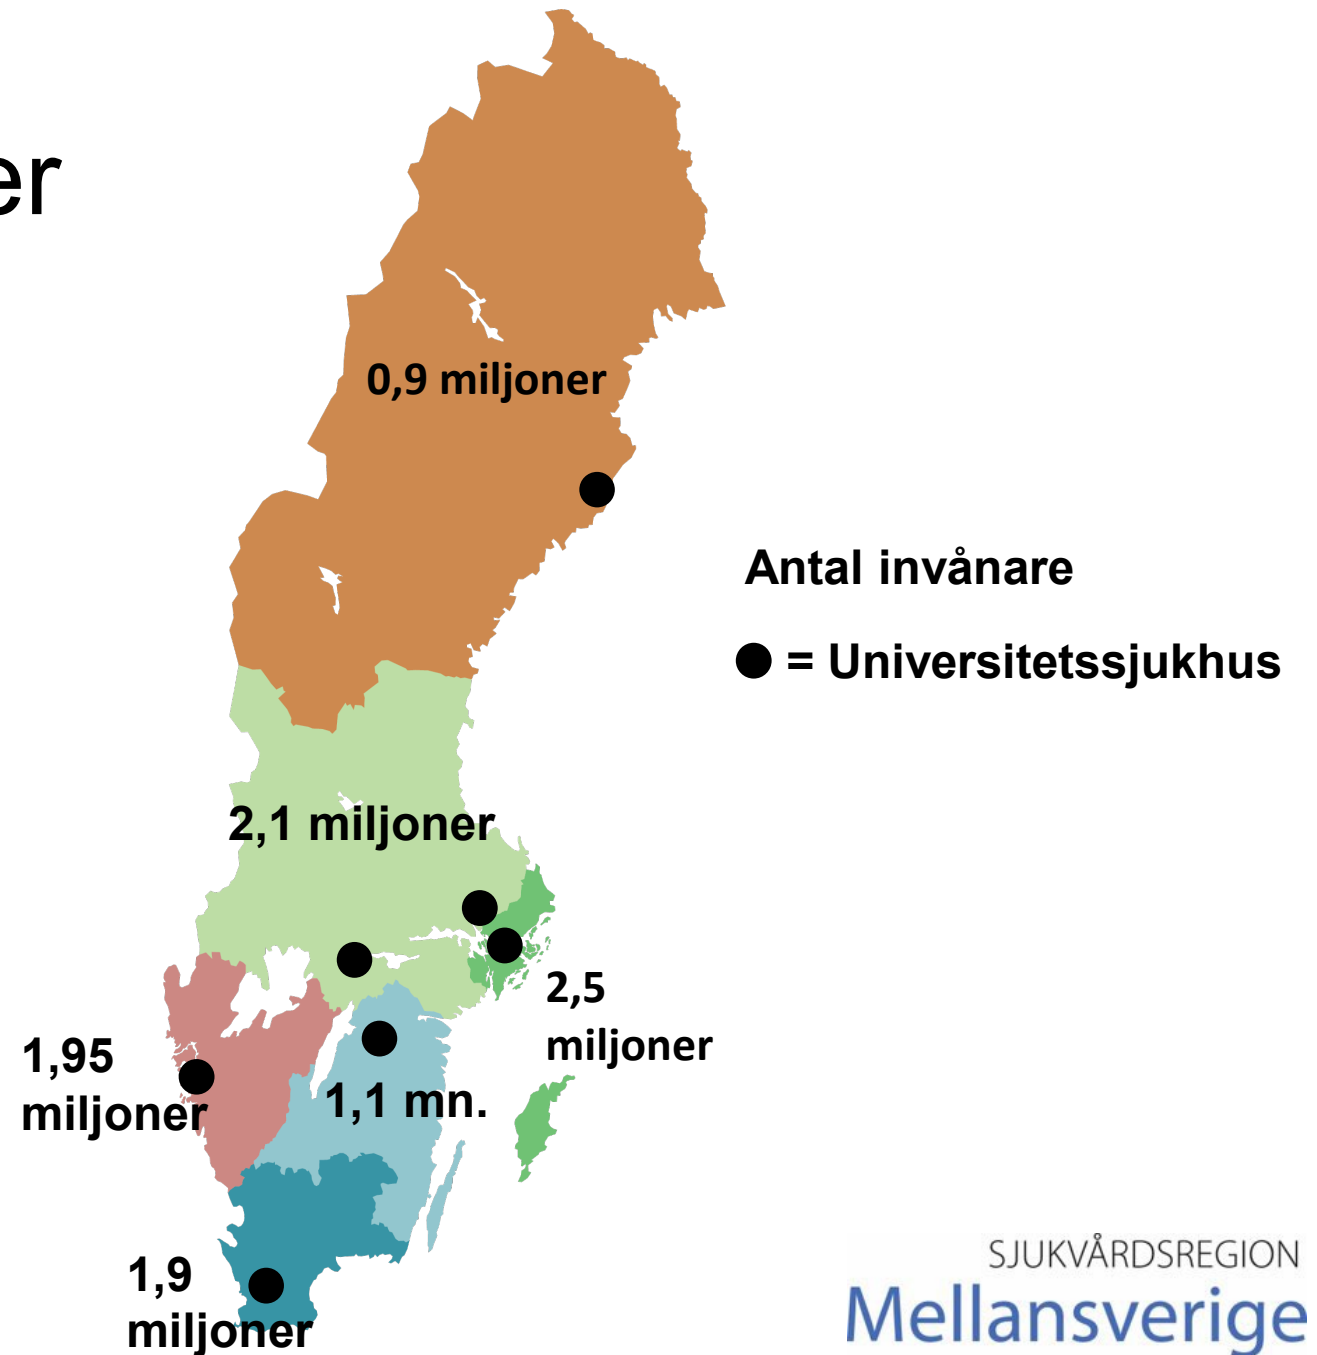 er
0,9 miljoner
Antal invånare
= Universitetssjukhus
2,1 miljoner
2,5
miljoner
1,95
miljoner
1,1 mn.
1,9
miljoner
SJUKVÅRDSREGION
Mellansverige